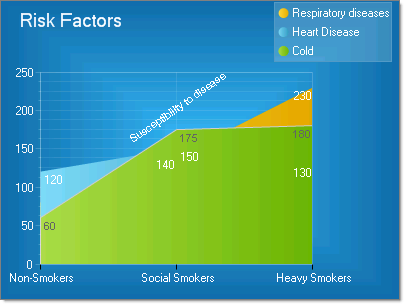 Risk Factors
Respiratory diseases
Heart Disease
Cold
250
200
150
100
50
0
Susceptibility to disease
230
180
175
150
140
130
120
60
Non-Smokers
Social Smokers
Heavy Smokers